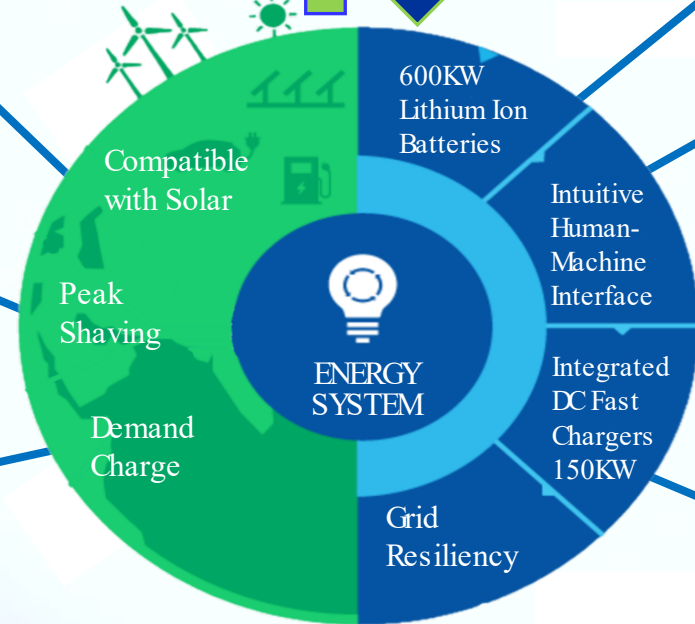 600KW
Lithium Ion
Batteries
Compatible
with Solar
Intuitive
Human-
Machine
Interface
Peak
Shaving
ENERGY
SYSTEM
Integrated
DC Fast
Chargers
150KW
Demand
Charge
Grid
Resiliency